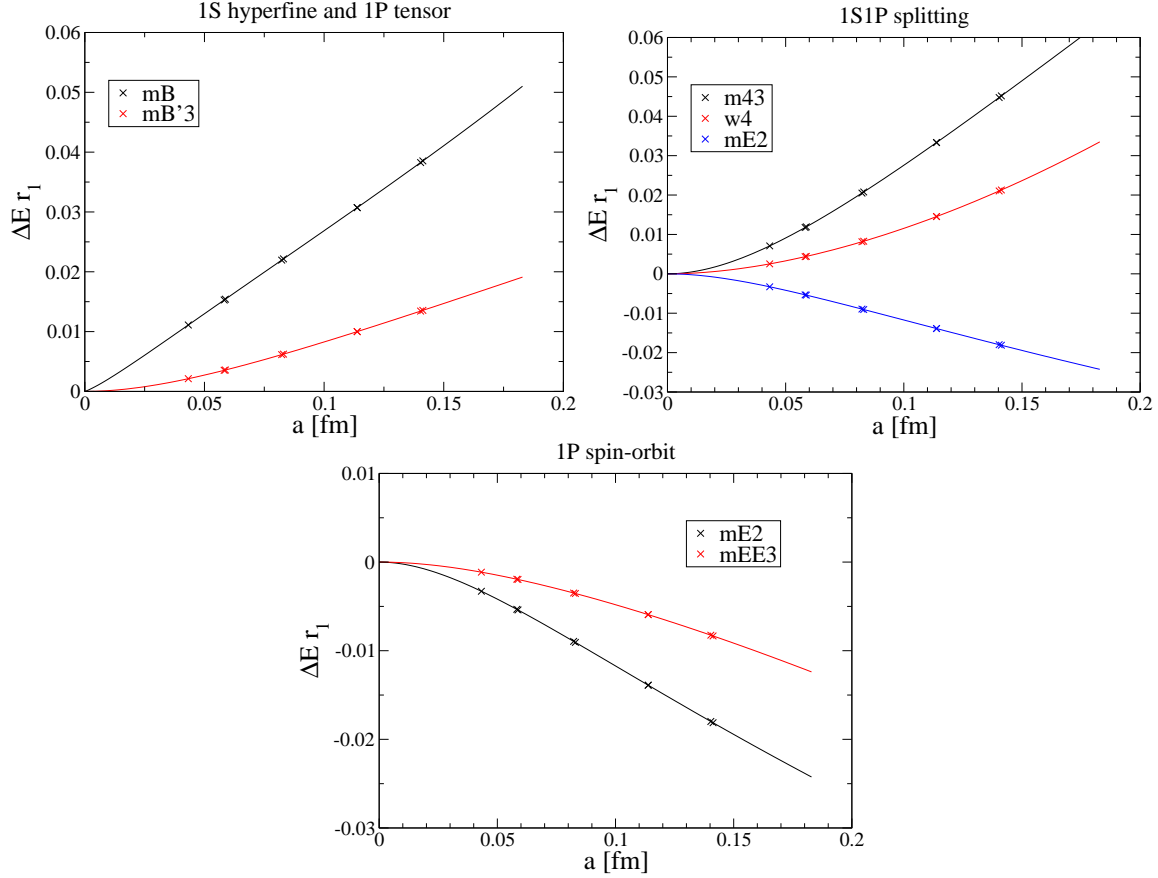 1S hyperfine and 1P tensor
0.06
0.05
0.04
0.03
0.02
0.01
0
ΔE r₁
mB
mB'3
0 0.05 0.1 0.15 0.2
a [fm]
1S1P splitting
0.06
0.05
0.04
0.03
0.02
0.01
0
-0.01
-0.02
-0.03
ΔE r₁
m43
w4
mE2
0 0.05 0.1 0.15 0.2
a [fm]
1P spin-orbit
0.01
0
-0.01
-0.02
-0.03
ΔE r₁
mE2
mEE3
0 0.05 0.1 0.15 0.2
a [fm]